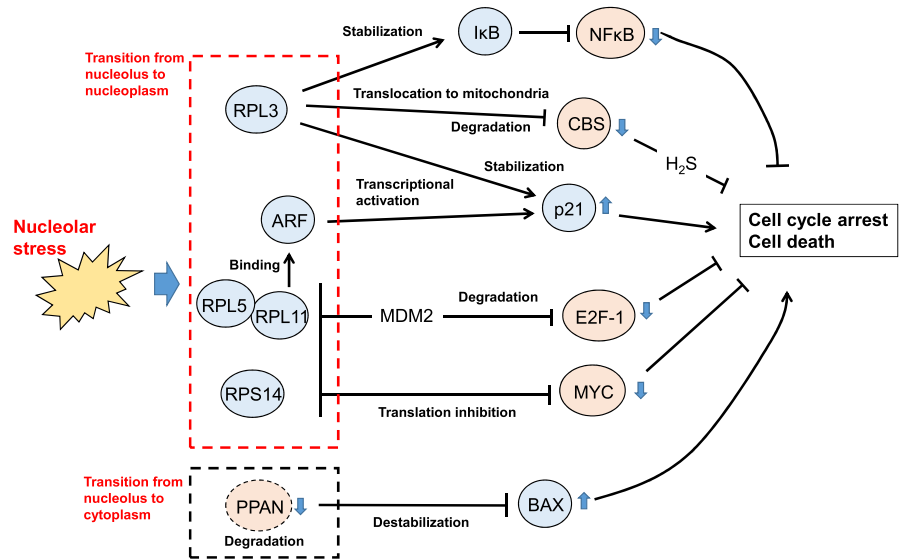 Stabilization
IκB
NFκB
Transition from
nucleolus to
nucleoplasm
RPL3
Translocation to mitochondria
Degradation
CBS
H₂S
Stabilization
Transcriptional
activation
p21
ARF
Cell cycle arrest
Cell death
Nucleolar
stress
Binding
RPL5
RPL11
MDM2
Degradation
E2F-1
RPS14
MYC
Translation inhibition
Transition from
nucleolus to
cytoplasm
PPAN
Degradation
Destabilization
BAX